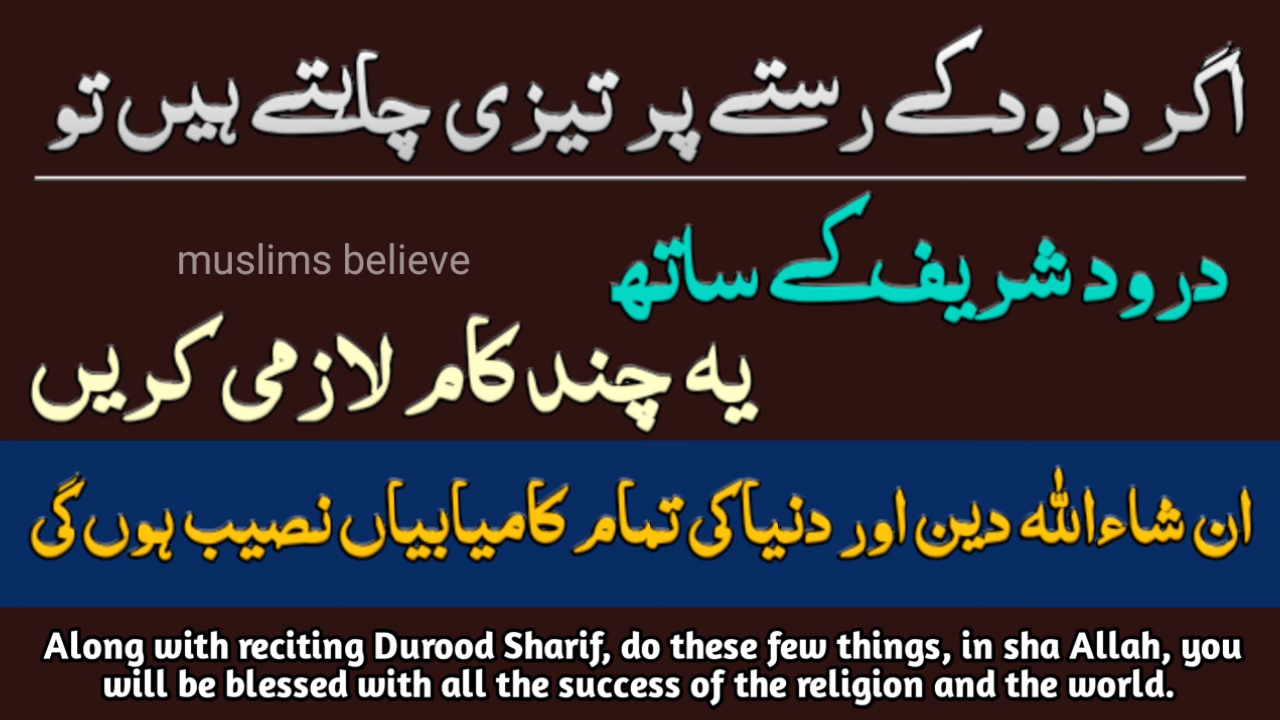 اگر درود کے رستے پر تیزی چاہتے ہیں تو
درود شریف کے ساتھ
muslims believe
یہ چند کام لازمی کریں
ان شاءاللہ دین اور دنیا کی تمام کامیابیاں نصیب ہوں گی
Along with reciting Durood Sharif, do these few things, in sha Allah, you
will be blessed with all the success of the religion and the world.